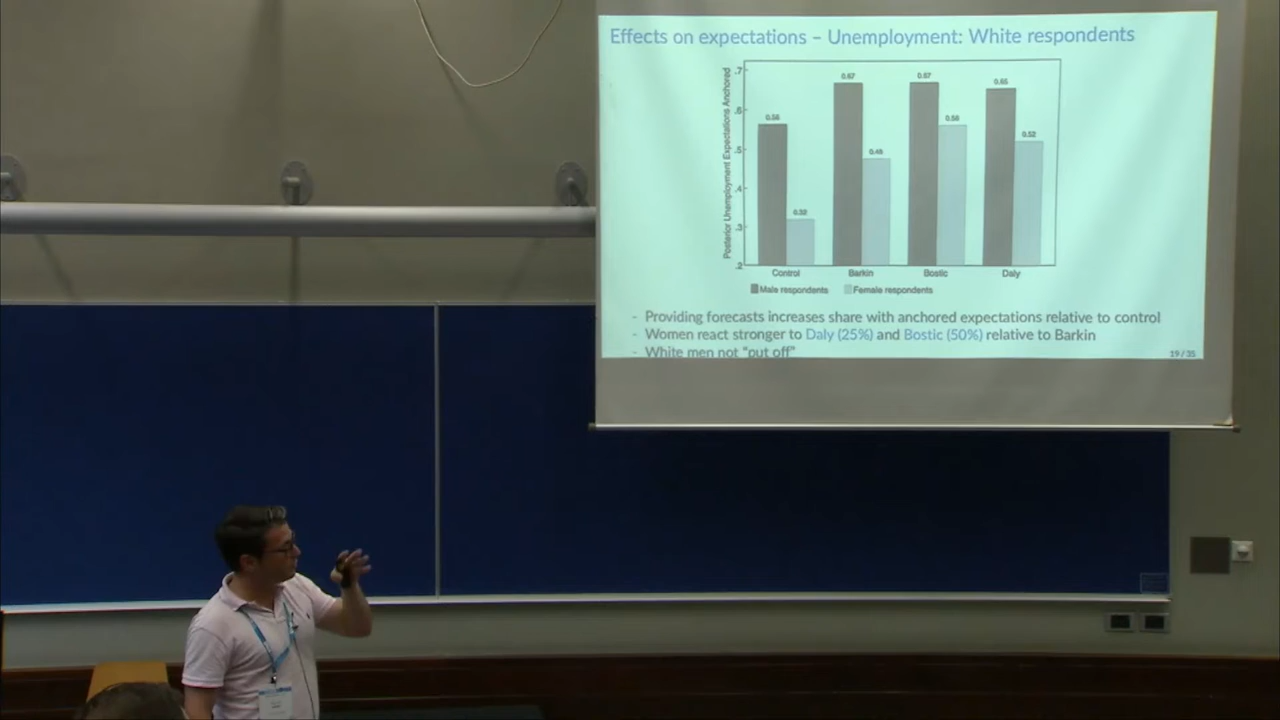 Effects on expectations – Unemployment: White respondents
Posterior Unemployment Expectations Anchored
.7
.6
.5
.4
.3
.2
0.56
0.32
0.67
0.48
0.67
0.56
0.65
0.52
Control Barkin Bostic Daly
Male respondents Female respondents
- Providing forecasts increases share with anchored expectations relative to control
- Women react stronger to Daly (25%) and Bostic (50%) relative to Barkin
- White men not "put off"
19 / 35